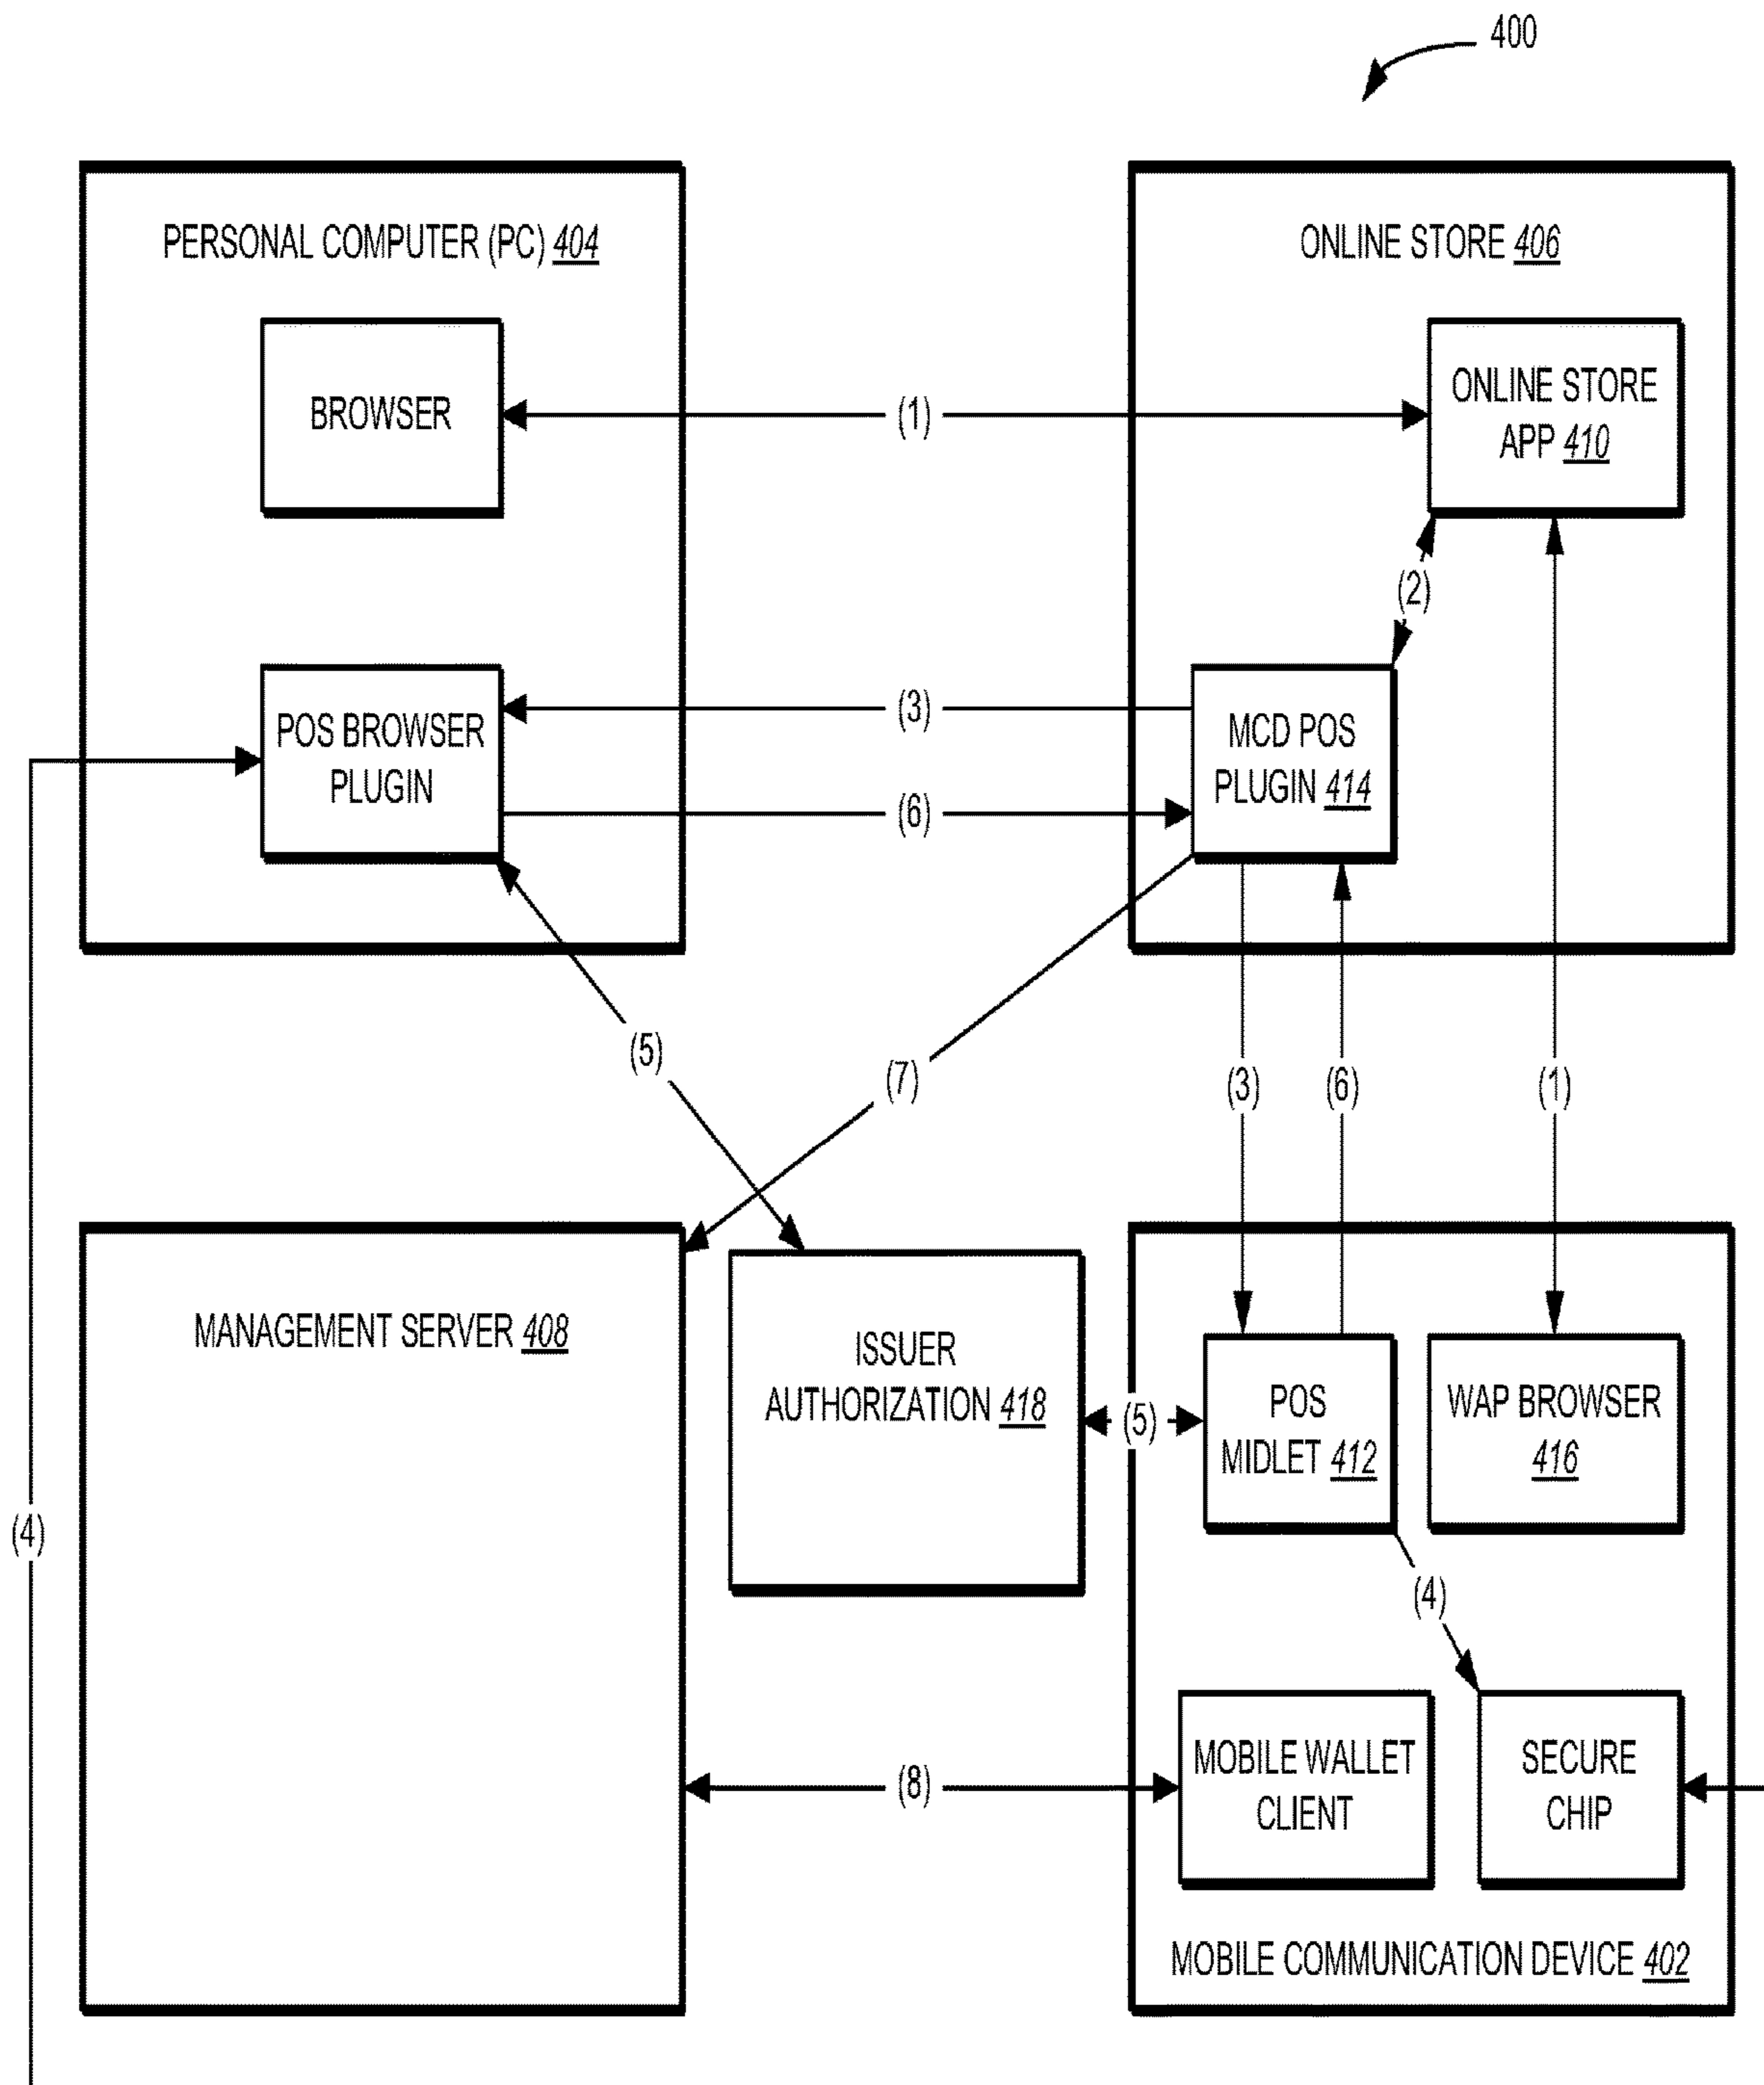 400
PERSONAL COMPUTER (PC) 404
ONLINE STORE 406
BROWSER
(1)
ONLINE STORE
APP 410
(2)
POS BROWSER
PLUGIN
(3)
(6)
MCD POS
PLUGIN 414
(5)
(7)
(3)
(6)
(1)
MANAGEMENT SERVER 408
ISSUER
AUTHORIZATION 418
(5)
POS
MIDLET 412
WAP BROWSER
416
(4)
(4)
(8)
MOBILE WALLET
CLIENT
SECURE
CHIP
MOBILE COMMUNICATION DEVICE 402